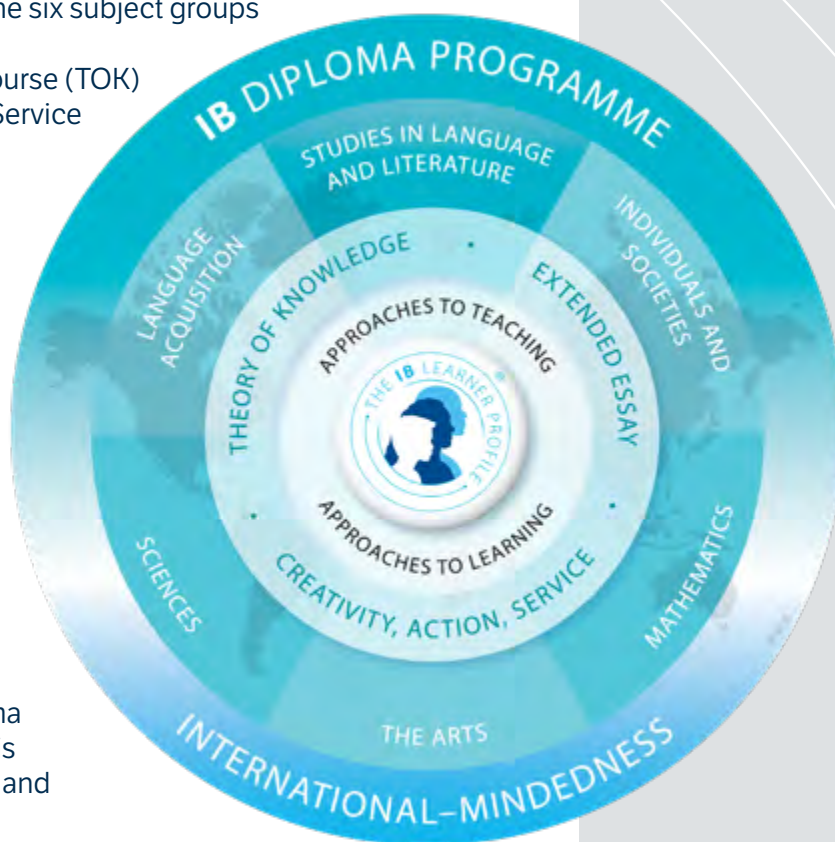 he six subject groups
ourse (TOK)
Service
IB DIPLOMA PROGRAMME
STUDIES IN LANGUAGE
AND LITERATURE
LANGUAGE
ACQUISITION
INDIVIDUALS AND
SOCIETIES
THEORY OF KNOWLEDGE
EXTENDED ESSAY
APPROACHES TO TEACHING
THE IB LEARNER PROFILE
®
APPROACHES TO LEARNING
CREATIVITY, ACTION, SERVICE
SCIENCES
MATHEMATICS
THE ARTS
INTERNATIONAL–MINDEDNESS
ma
s
and